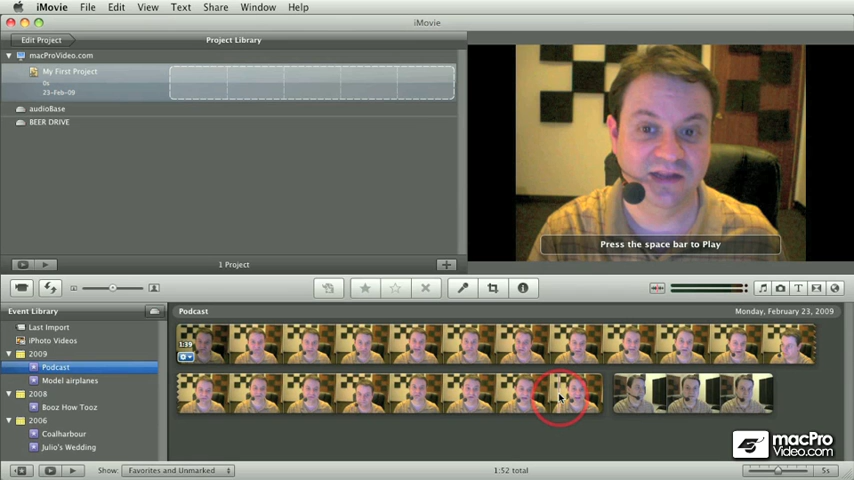 iMovie File Edit View Text Share Window Help
iMovie
Edit Project Project Library
macProVideo.com
My First Project
0s
23-Feb-09
audioBase
BEER DRIVE
Press the space bar to Play
1 Project
Event Library
Podcast Monday, February 23, 2009
Last Import
iPhoto Videos
2009
Podcast
Model airplanes
2008
Booz How Tooz
2006
Coalharbour
Julio's Wedding
1:39
macPro
Video.com
Show: Favorites and Unmarked
1:52 total
5s